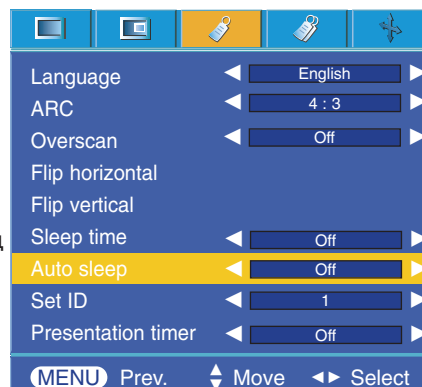 Language English
ARC 4 : 3
Overscan Off
Flip horizontal
Flip vertical
Sleep time Off
Auto sleep Off
Set ID 1
Presentation timer Off
MENU Prev. Move Select